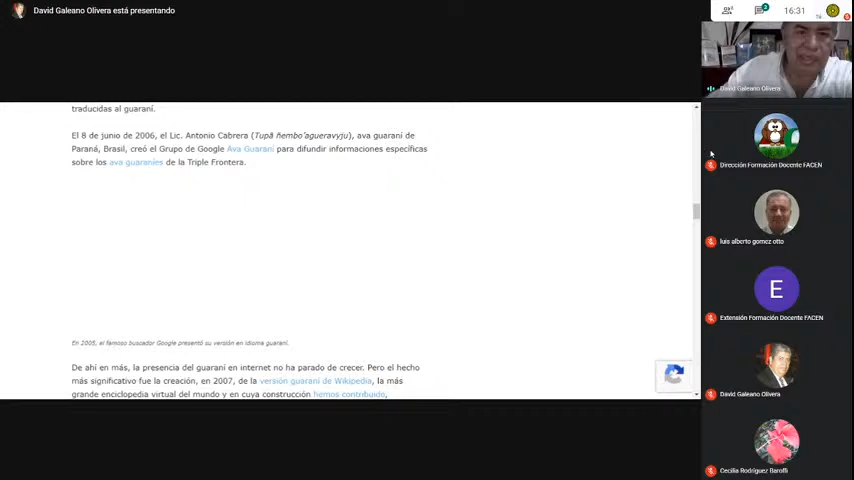 David Galeano Olivera está presentando
16:31
traducidas al guaraní.
El 8 de junio de 2006, el Lic. Antonio Cabrera (Tupã ñembo'agueravyju), ava guaraní de
Paraná, Brasil, creó el Grupo de Google Ava Guaraní para difundir informaciones específicas
sobre los ava guaraníes de la Triple Frontera.
En 2005, el famoso buscador Google presentó su versión en idioma guaraní.
De ahí en más, la presencia del guaraní en internet no ha parado de crecer. Pero el hecho
más significativo fue la creación, en 2007, de la versión guaraní de Wikipedia, la más
grande enciclopedia virtual del mundo y en cuya construcción hemos contribuido,
David Galeano Olivera
Dirección Formación Docente FACEN
luis alberto gomez otto
E
Extensión Formación Docente FACEN
David Galeano Olivera
Cecilia Rodríguez Baroffi